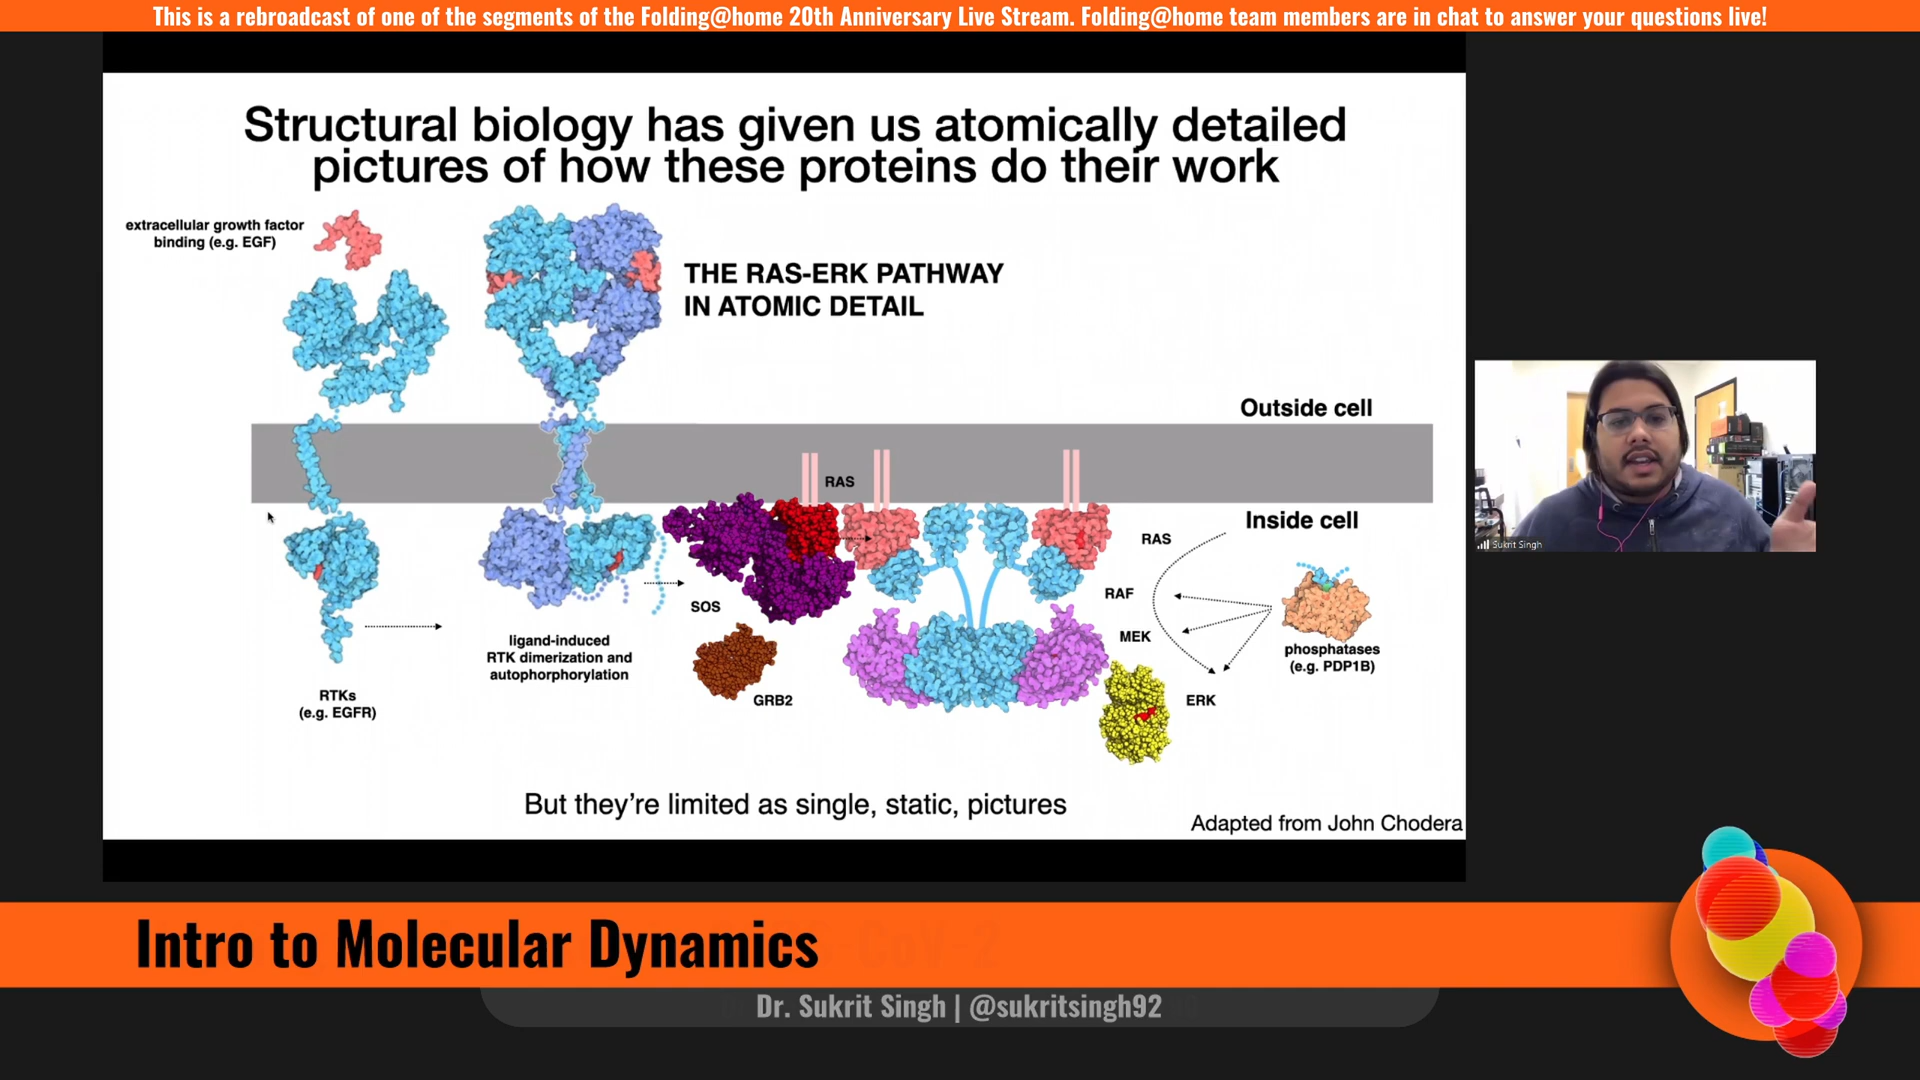 This is a rebroadcast of one of the segments of the Folding@home 20th Anniversary Live Stream. Folding@home team members are in chat to answer your questions live!
Structural biology has given us atomically detailed
pictures of how these proteins do their work
extracellular growth factor
binding (e.g. EGF)
THE RAS-ERK PATHWAY
IN ATOMIC DETAIL
Outside cell
RAS
Inside cell
RAS
RAF
SOS
MEK
ligand-induced
RTK dimerization and
autophorphorylation
phosphatases
(e.g. PDP1B)
RTKs
(e.g. EGFR)
GRB2
ERK
But they're limited as single, static, pictures
Adapted from John Chodera
Sukrit Singh
Intro to Molecular Dynamics
CoV-2
Dr. Sukrit Singh | @sukritsingh92